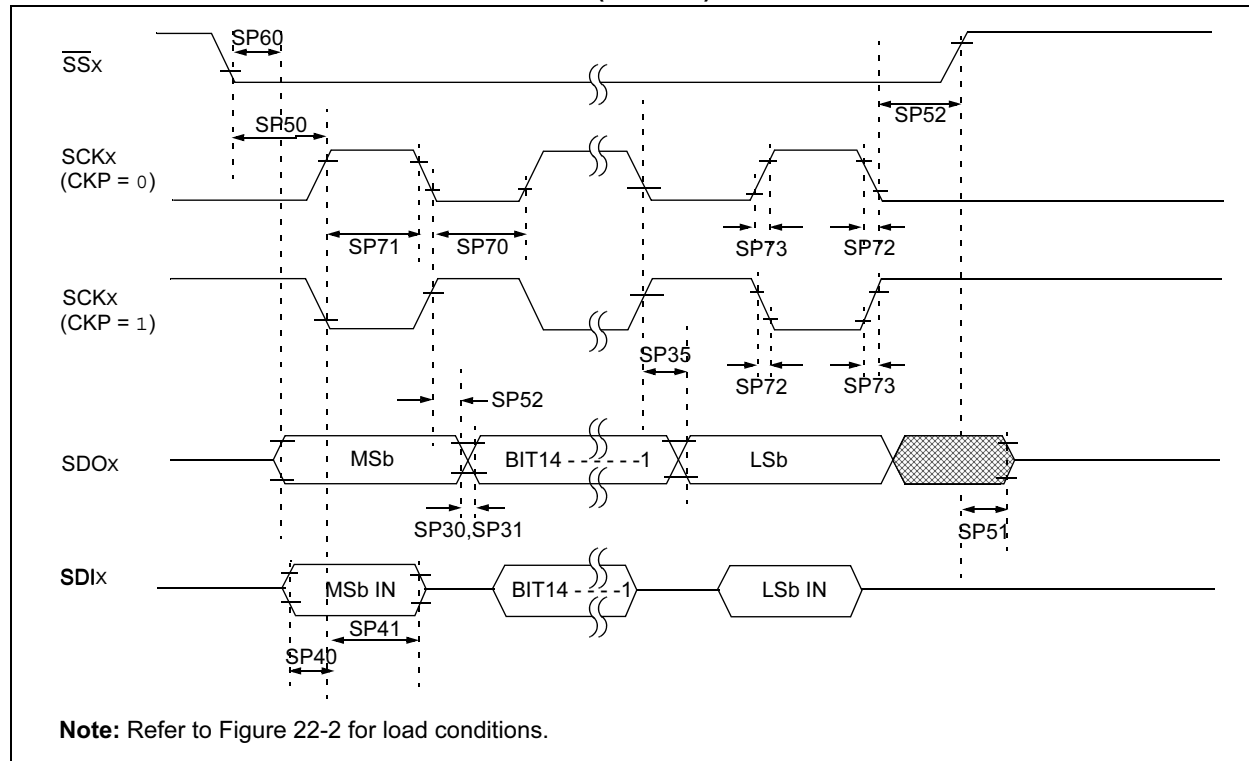 SP60
SSx
SP52
SP50
SCKx
(CKP = 0)
SP71
SP70
SP73
SP72
SCKx
(CKP = 1)
SP35
SP72
SP73
SP52
SDOx
MSb
BIT14 - - - - - -1
LSb
SP30,SP31
SP51
SDIx
MSb IN
BIT14 - - - -1
LSb IN
SP41
SP40
Note: Refer to Figure 22-2 for load conditions.